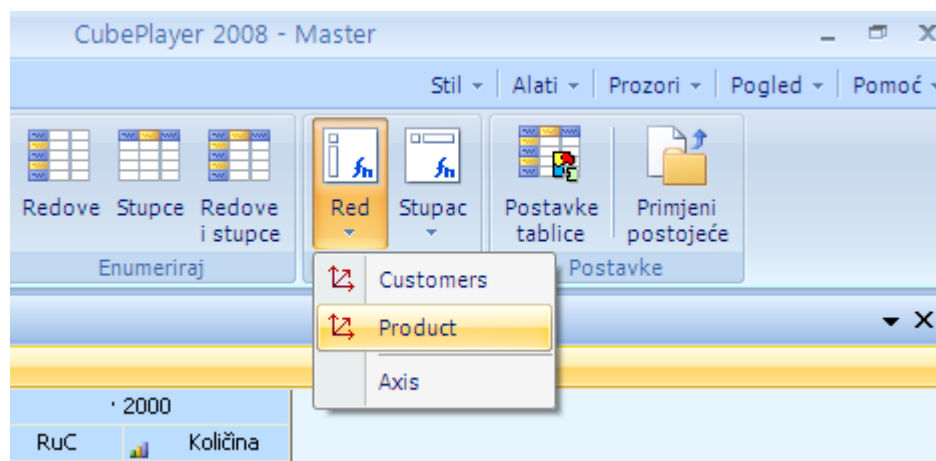 CubePlayer 2008 - Master
Stil Alati Prozori Pogled Pomoć
Redove Stupce Redove i stupce
Red Stupac
Postavke tablice Primjeni postojeće
Enumeriraj
Postavke
Customers
Product
Axis
· 2000
RuC Količina